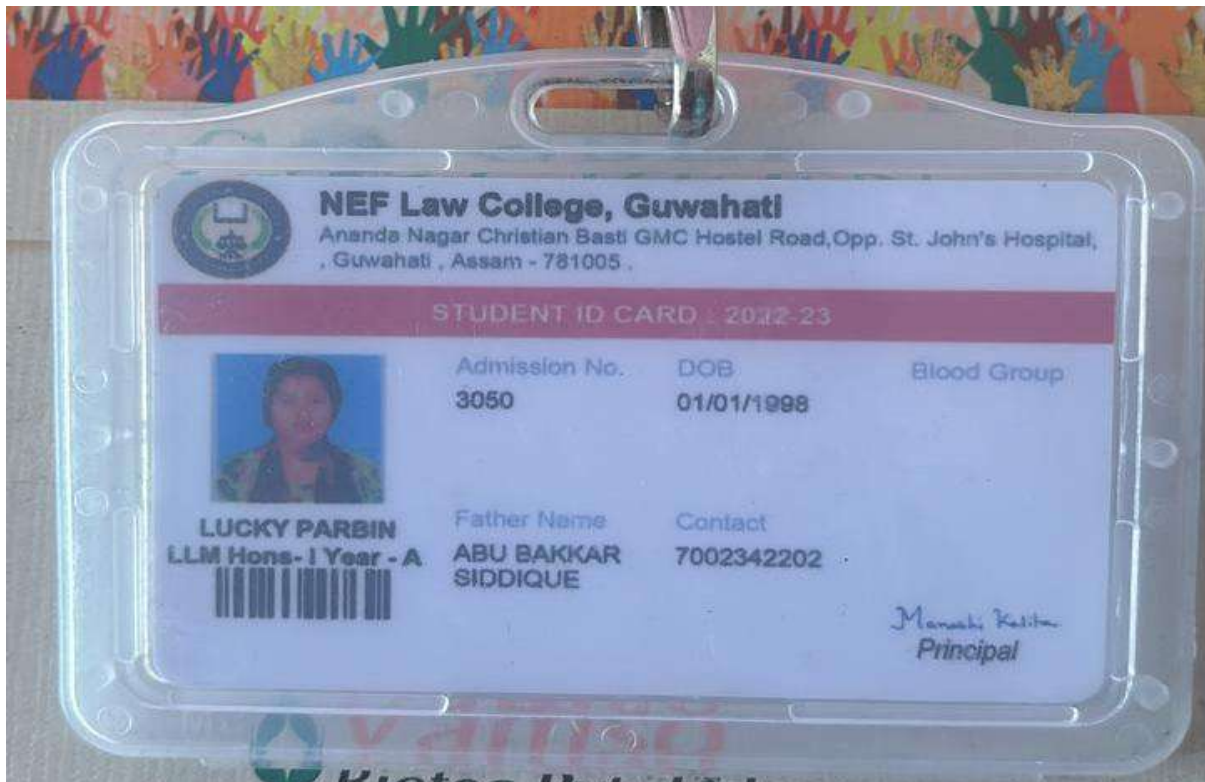 NEF Law College, Guwahati
Ananda Nagar Christian Basti GMC Hostel Road,Opp. St. John's Hospital,
, Guwahati , Assam - 781005 .
STUDENT ID CARD : 2022-23
Admission No. DOB Blood Group
3050 01/01/1998
LUCKY PARBIN
LLM Hons- I Year - A
Father Name Contact
ABU BAKKAR SIDDIQUE 7002342202
Manashi Kalita
Principal